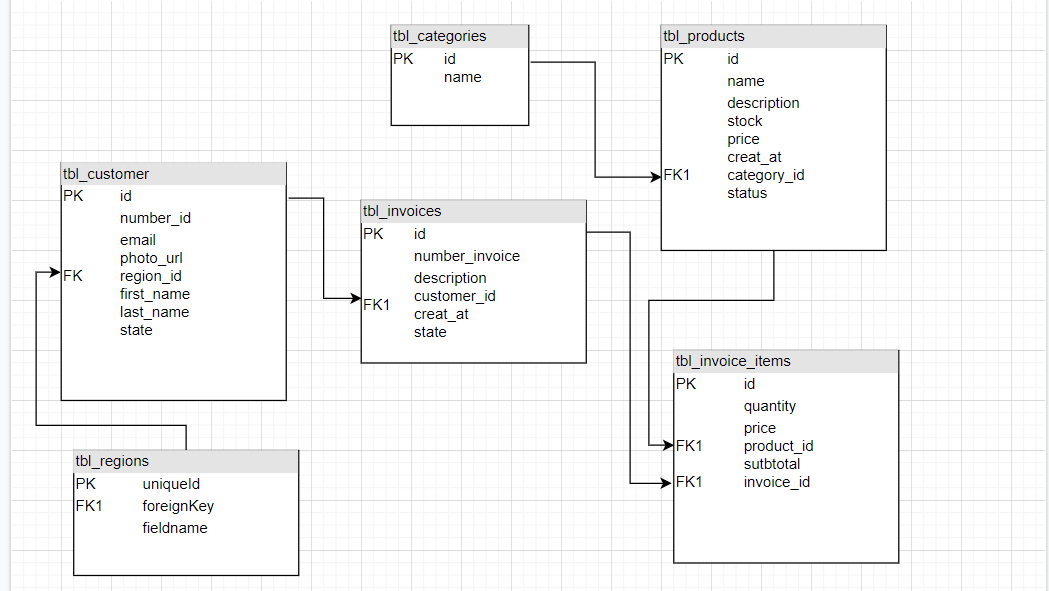 tbl_categories
PK id
name
tbl_products
PK id
name
description
stock
price
creat_at
FK1 category_id
status
tbl_customer
PK id
number_id
email
photo_url
FK region_id
first_name
last_name
state
tbl_invoices
PK id
number_invoice
description
customer_id
FK1
creat_at
state
tbl_invoice_items
PK id
quantity
price
FK1 product_id
sutbtotal
FK1 invoice_id
tbl_regions
PK uniqueId
FK1 foreignKey
fieldname